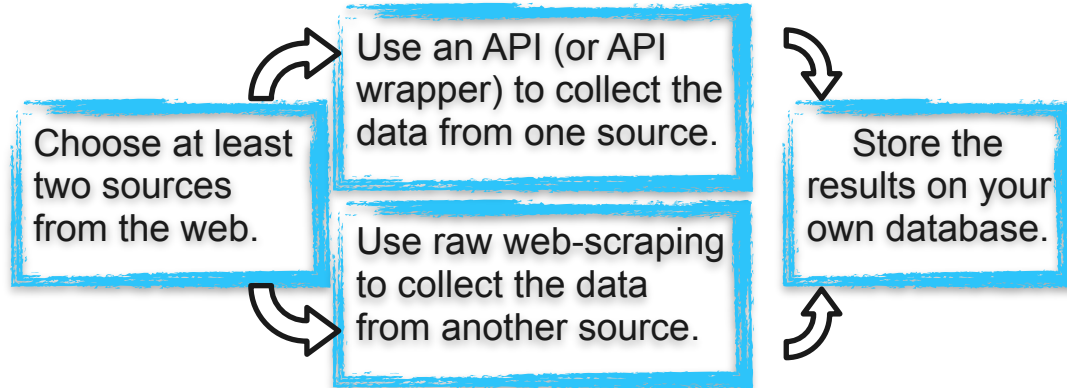 Choose at least
two sources
from the web.
Use an API (or API
wrapper) to collect the
data from one source.
Use raw web-scraping
to collect the data
from another source.
Store the
results on your
own database.